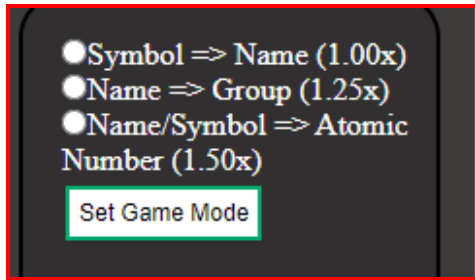 Symbol => Name (1.00x)
Name => Group (1.25x)
Name/Symbol => Atomic
Number (1.50x)
Set Game Mode